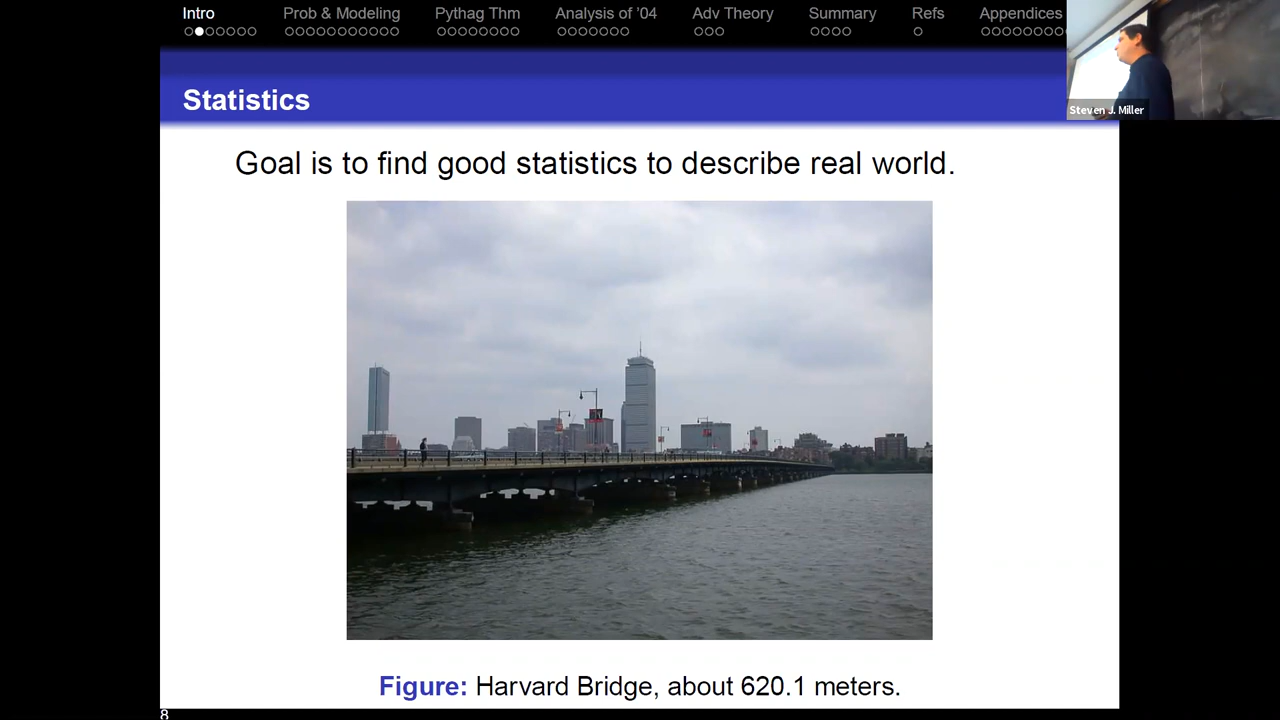 Intro Prob & Modeling Pythag Thm Analysis of '04 Adv Theory Summary Refs Appendices
Steven J. Miller
Statistics
Goal is to find good statistics to describe real world.
Figure: Harvard Bridge, about 620.1 meters.
8